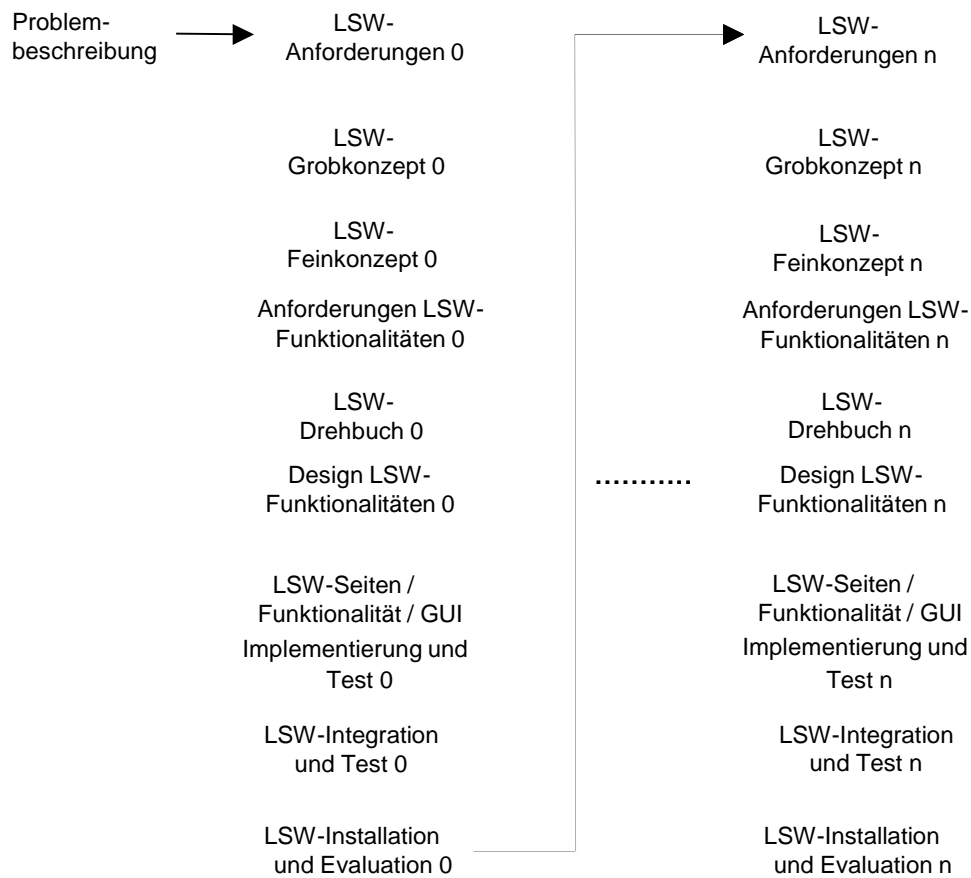 Problem-
beschreibung
LSW-
Anforderungen 0
LSW-
Grobkonzept 0
LSW-
Feinkonzept 0
Anforderungen LSW-
Funktionalitäten 0
LSW-
Drehbuch 0
Design LSW-
Funktionalitäten 0
LSW-Seiten /
Funktionalität / GUI
Implementierung und
Test 0
LSW-Integration
und Test 0
LSW-Installation
und Evaluation 0
...........
LSW-
Anforderungen n
LSW-
Grobkonzept n
LSW-
Feinkonzept n
Anforderungen LSW-
Funktionalitäten n
LSW-
Drehbuch n
Design LSW-
Funktionalitäten n
LSW-Seiten /
Funktionalität / GUI
Implementierung und
Test n
LSW-Integration
und Test n
LSW-Installation
und Evaluation n